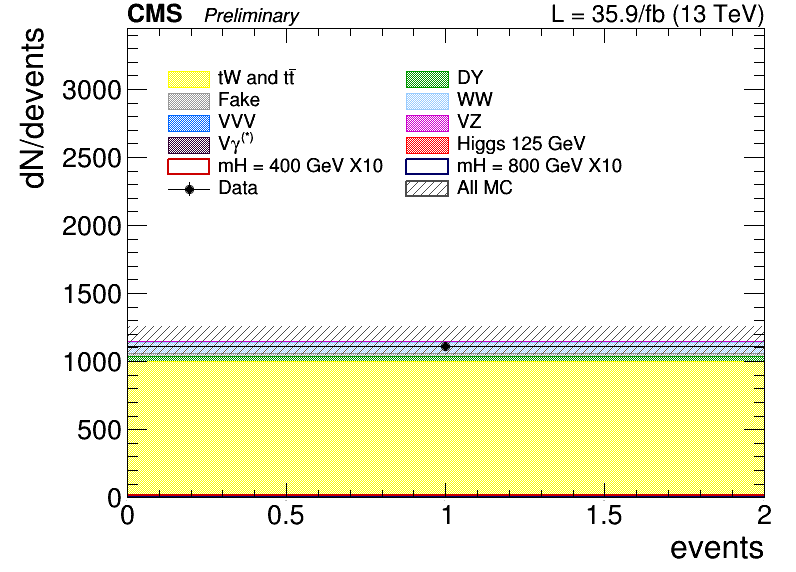 CMS Preliminary L = 35.9/fb (13 TeV)
dN/devents
3000
2500
2000
1500
1000
500
0
tW and tt̄ DY
Fake WW
VVV VZ
Vγ(*) Higgs 125 GeV
mH = 400 GeV X10 mH = 800 GeV X10
Data All MC
0 0.5 1 1.5 2
events